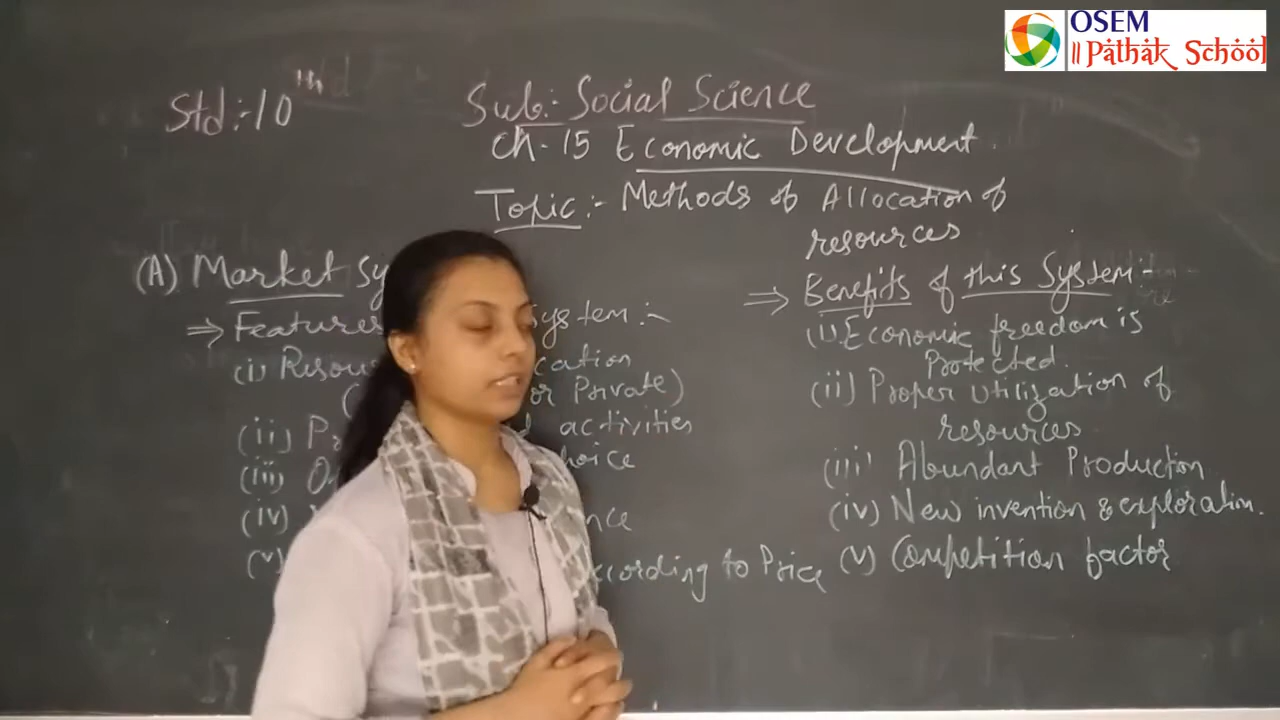 OSEM
॥ Pathak School
Std:-10th
Sub:- Social Science
Ch- 15 Economic Development
Topic:- Methods of Allocation of
resources
(A) Market Sy
⇒ Features ystem :-
(i) Resou cation
( or Private)
(ii) P activities
(iii) O hoice
(iv) nce
(v) ccording to Price
⇒ Benefits of this System:-
(i) Economic freedom is
Protected.
(ii) Proper utilization of
resources
(iii) Abundant Production
(iv) New invention & exploration.
(v) Competition factor